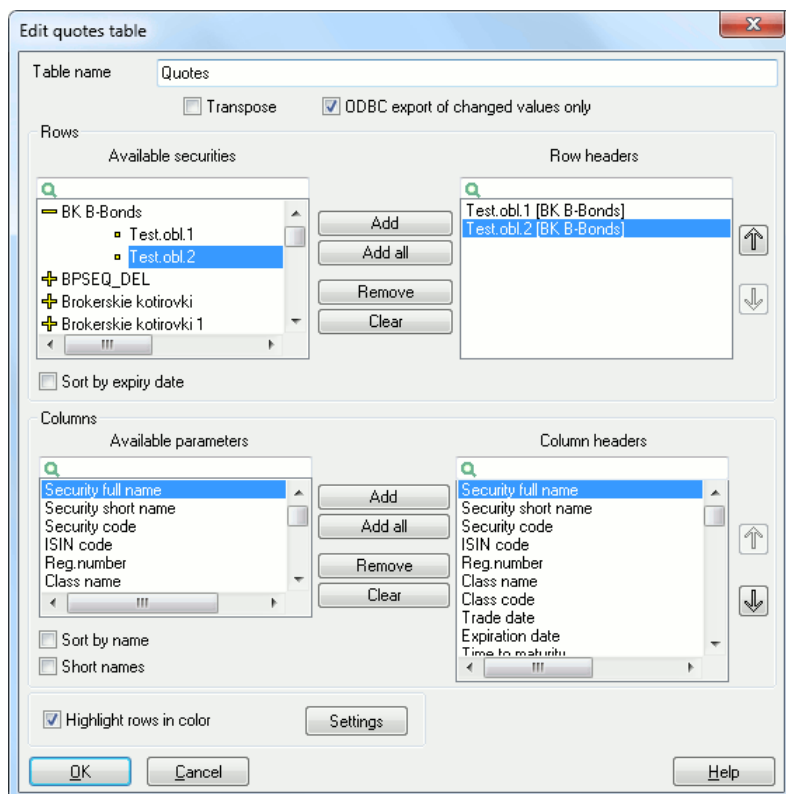 Edit quotes table
Table name Quotes
Transpose ODBC export of changed values only
Rows
Available securities Row headers
BK B-Bonds
Test.obl.1
Test.obl.2
BPSEQ_DEL
Brokerskie kotirovki
Brokerskie kotirovki 1
Add
Add all
Remove
Clear
Test.obl.1 [BK B-Bonds]
Test.obl.2 [BK B-Bonds]
Sort by expiry date
Columns
Available parameters Column headers
Security full name
Security short name
Security code
ISIN code
Reg.number
Class name
Add
Add all
Remove
Clear
Security full name
Security short name
Security code
ISIN code
Reg.number
Class name
Class code
Trade date
Expiration date
Time to maturity
Sort by name
Short names
Highlight rows in color Settings
OK Cancel Help